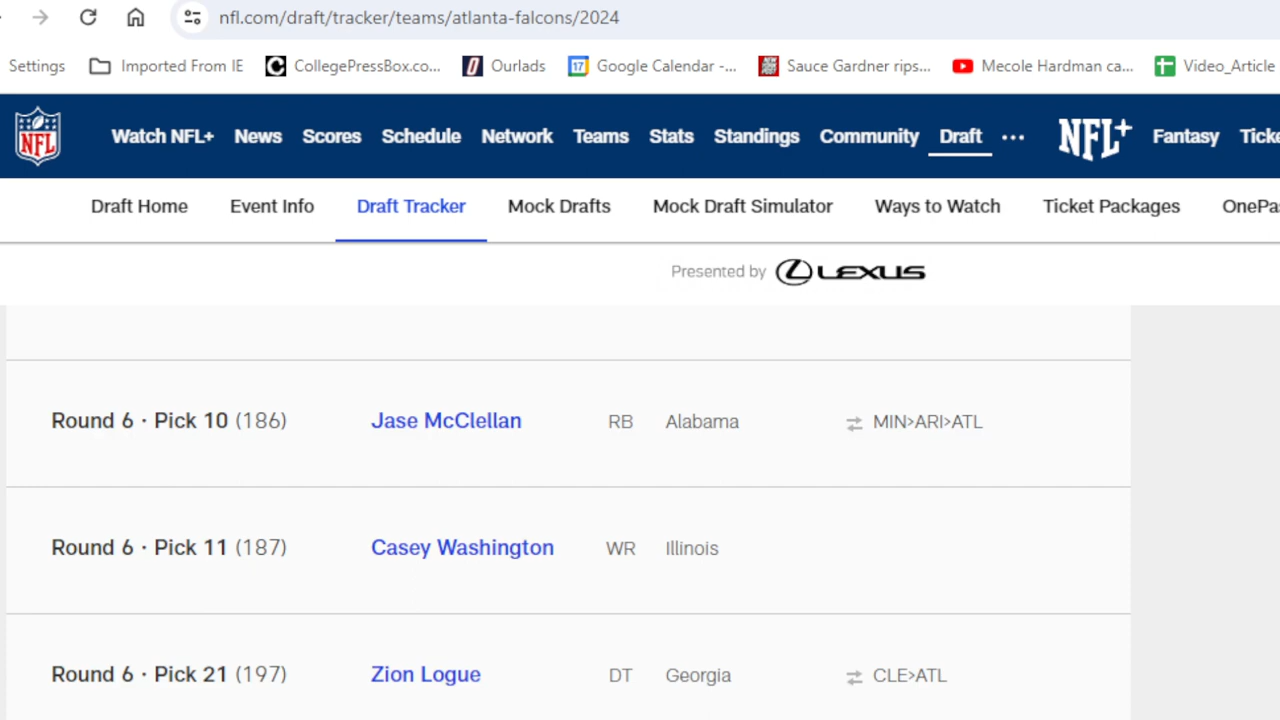 nfl.com/draft/tracker/teams/atlanta-falcons/2024
Settings Imported From IE CollegePressBox.co... Ourlads 17 Google Calendar -... Sauce Gardner rips... Mecole Hardman ca... Video_Article
NFL Watch NFL+ News Scores Schedule Network Teams Stats Standings Community Draft ••• NFL+ Fantasy Ticke
Draft Home Event Info Draft Tracker Mock Drafts Mock Draft Simulator Ways to Watch Ticket Packages OnePas
Presented by LEXUS
Round 6 · Pick 10 (186) Jase McClellan RB Alabama MIN>ARI>ATL
Round 6 · Pick 11 (187) Casey Washington WR Illinois
Round 6 · Pick 21 (197) Zion Logue DT Georgia CLE>ATL